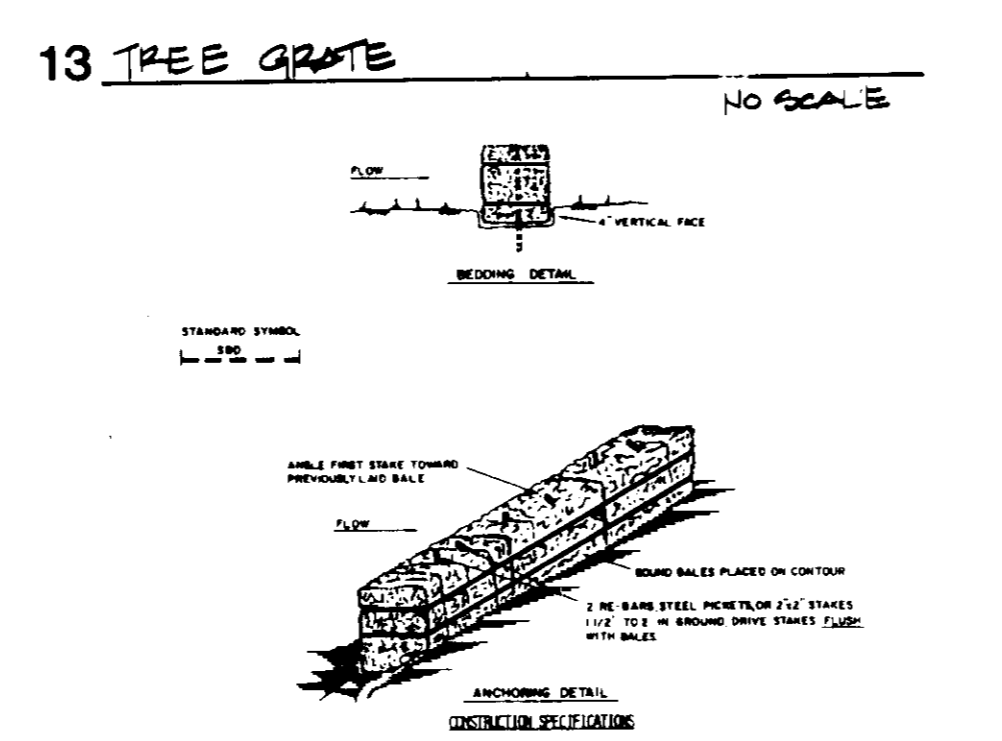 13 TREE GRATE
NO SCALE
FLOW
4" VERTICAL FACE
BEDDING DETAIL
STANDARD SYMBOL
SBD
ANGLE FIRST STAKE TOWARD
PREVIOUSLY LAID BALE
FLOW
BOUND BALES PLACED ON CONTOUR
2 RE-BARS, STEEL PICKETS, OR 2"x2" STAKES
1 1/2' TO 2' IN GROUND, DRIVE STAKES FLUSH
WITH BALES.
ANCHORING DETAIL
CONSTRUCTION SPECIFICATIONS